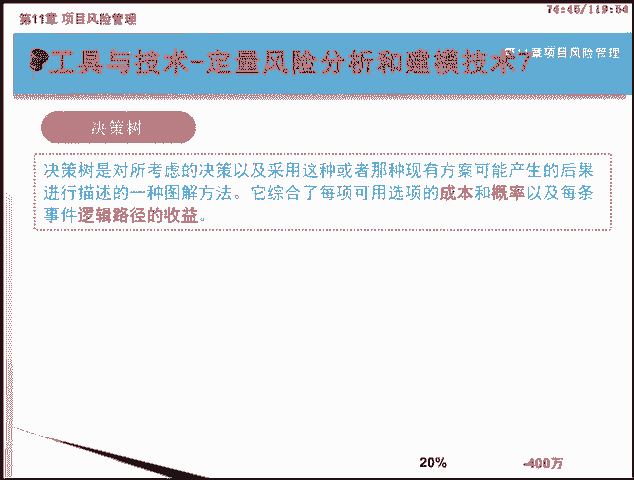 第11章 项目风险管理
74:45/119:54
第11章项目风险管理
工具与技术-定量风险分析和建模技术7
决策树
决策树是对所考虑的决策以及采用这种或者那种现有方案可能产生的后果
进行描述的一种图解方法。它综合了每项可用选项的成本和概率以及每条
事件逻辑路径的收益。
20%
-400万